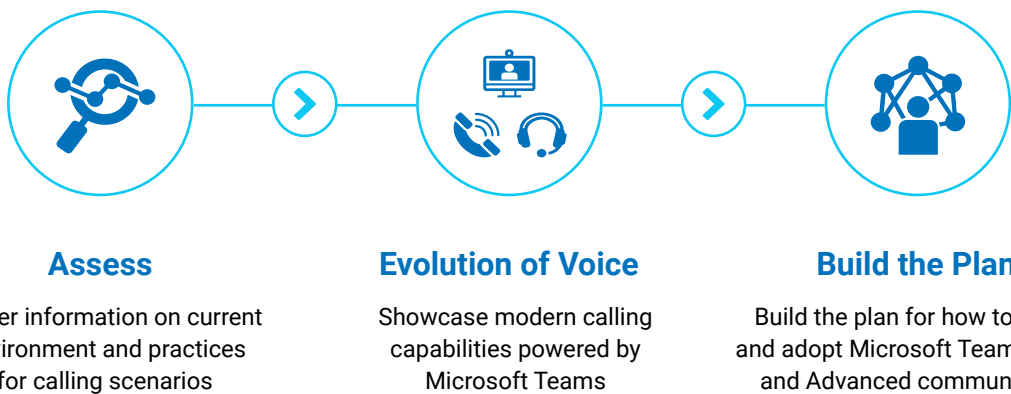 Assess
er information on current
vironment and practices
for calling scenarios
Evolution of Voice
Showcase modern calling
capabilities powered by
Microsoft Teams
Build the Plan
Build the plan for how to
and adopt Microsoft Team
and Advanced commun